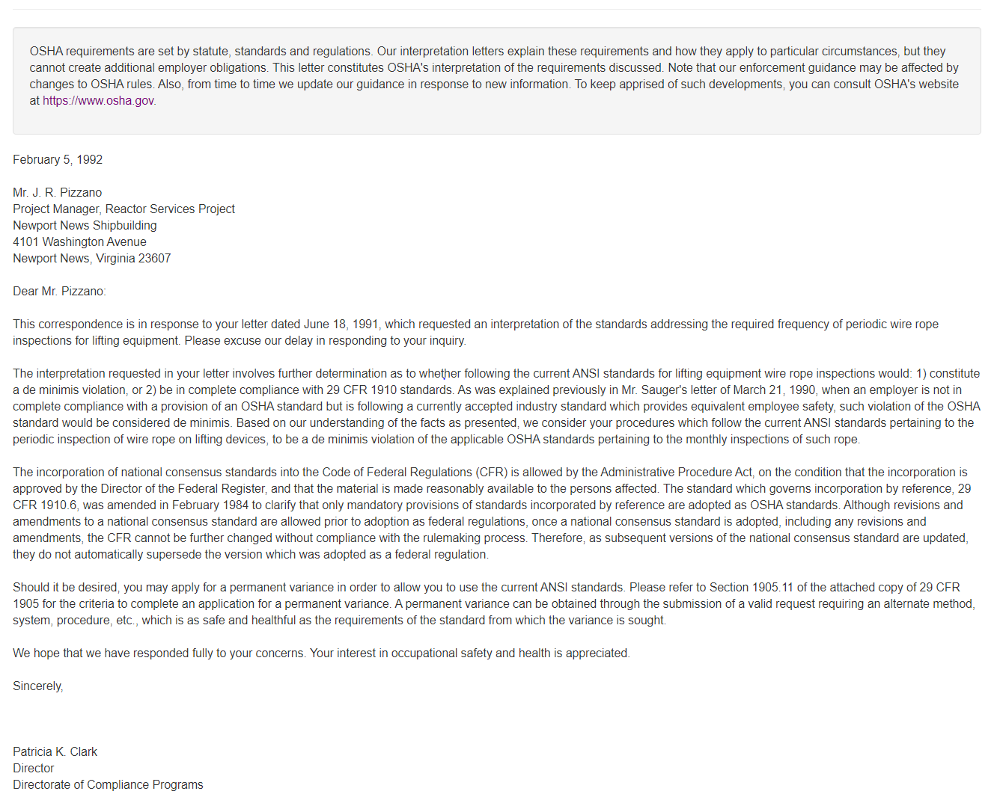 OSHA requirements are set by statute, standards and regulations. Our interpretation letters explain these requirements and how they apply to particular circumstances, but they
cannot create additional employer obligations. This letter constitutes OSHA's interpretation of the requirements discussed. Note that our enforcement guidance may be affected by
changes to OSHA rules. Also, from time to time we update our guidance in response to new information. To keep apprised of such developments, you can consult OSHA's website
at https://www.osha.gov.
February 5, 1992
Mr. J. R. Pizzano
Project Manager, Reactor Services Project
Newport News Shipbuilding
4101 Washington Avenue
Newport News, Virginia 23607
Dear Mr. Pizzano:
This correspondence is in response to your letter dated June 18, 1991, which requested an interpretation of the standards addressing the required frequency of periodic wire rope
inspections for lifting equipment. Please excuse our delay in responding to your inquiry.
The interpretation requested in your letter involves further determination as to whether following the current ANSI standards for lifting equipment wire rope inspections would: 1) constitute
a de minimis violation, or 2) be in complete compliance with 29 CFR 1910 standards. As was explained previously in Mr. Sauger's letter of March 21, 1990, when an employer is not in
complete compliance with a provision of an OSHA standard but is following a currently accepted industry standard which provides equivalent employee safety, such violation of the OSHA
standard would be considered de minimis. Based on our understanding of the facts as presented, we consider your procedures which follow the current ANSI standards pertaining to the
periodic inspection of wire rope on lifting devices, to be a de minimis violation of the applicable OSHA standards pertaining to the monthly inspections of such rope.
The incorporation of national consensus standards into the Code of Federal Regulations (CFR) is allowed by the Administrative Procedure Act, on the condition that the incorporation is
approved by the Director of the Federal Register, and that the material is made reasonably available to the persons affected. The standard which governs incorporation by reference, 29
CFR 1910.6, was amended in February 1984 to clarify that only mandatory provisions of standards incorporated by reference are adopted as OSHA standards. Although revisions and
amendments to a national consensus standard are allowed prior to adoption as federal regulations, once a national consensus standard is adopted, including any revisions and
amendments, the CFR cannot be further changed without compliance with the rulemaking process. Therefore, as subsequent versions of the national consensus standard are updated,
they do not automatically supersede the version which was adopted as a federal regulation.
Should it be desired, you may apply for a permanent variance in order to allow you to use the current ANSI standards. Please refer to Section 1905.11 of the attached copy of 29 CFR
1905 for the criteria to complete an application for a permanent variance. A permanent variance can be obtained through the submission of a valid request requiring an alternate method,
system, procedure, etc., which is as safe and healthful as the requirements of the standard from which the variance is sought.
We hope that we have responded fully to your concerns. Your interest in occupational safety and health is appreciated.
Sincerely,
Patricia K. Clark
Director
Directorate of Compliance Programs